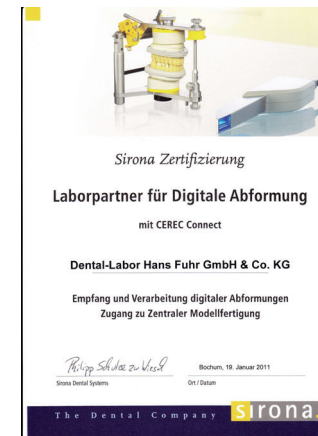 Sirona Zertifizierung
Laborpartner für Digitale Abformung
mit CEREC Connect
Dental-Labor Hans Fuhr GmbH & Co. KG
Empfang und Verarbeitung digitaler Abformungen
Zugang zu Zentraler Modellfertigung
Bochum, 19. Januar 2011
Sirona Dental Systems
Ort / Datum
The Dental Company
sirona.